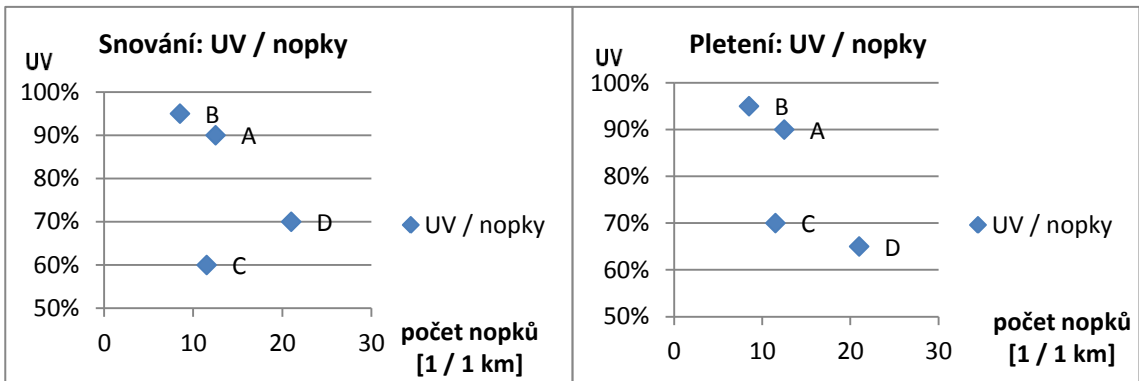 Snování: UV / nopky
UV
100%
90%
80%
70%
60%
50%
B
A
D
C
UV / nopky
0
10
20
30
počet nopků
[1 / 1 km]
Pletení: UV / nopky
UV
100%
90%
80%
70%
60%
50%
B
A
C
D
UV / nopky
0
10
20
30
počet nopků
[1 / 1 km]